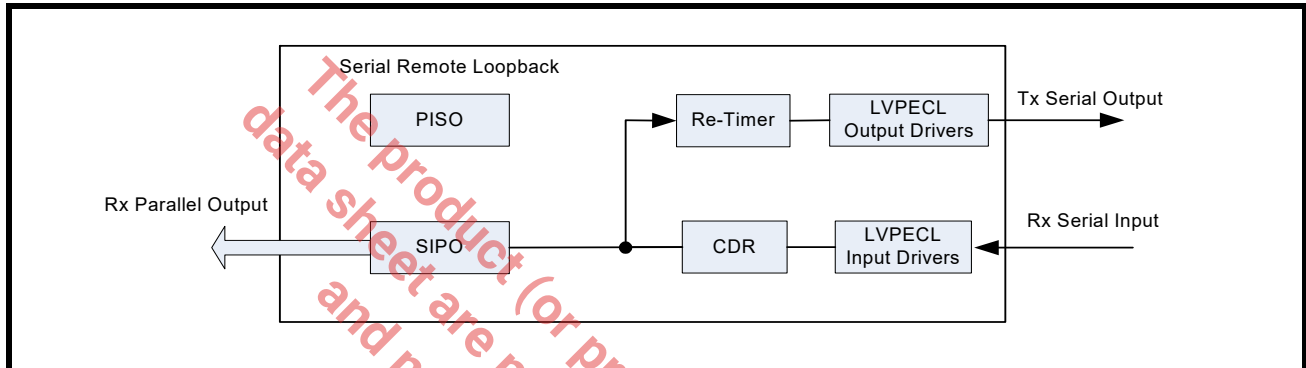 Serial Remote Loopback
PISO
Re-Timer
LVPECL
Output Drivers
Tx Serial Output
Rx Parallel Output
SIPO
CDR
LVPECL
Input Drivers
Rx Serial Input
The product (or pr
data sheet are
and